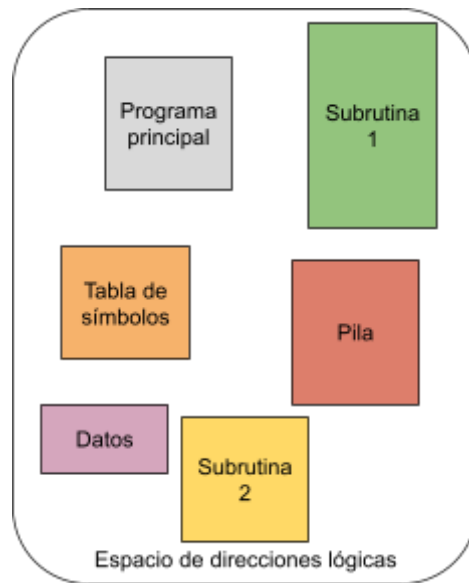 Programa
principal
Subrutina
1
Tabla de
símbolos
Pila
Datos
Subrutina
2
Espacio de direcciones lógicas